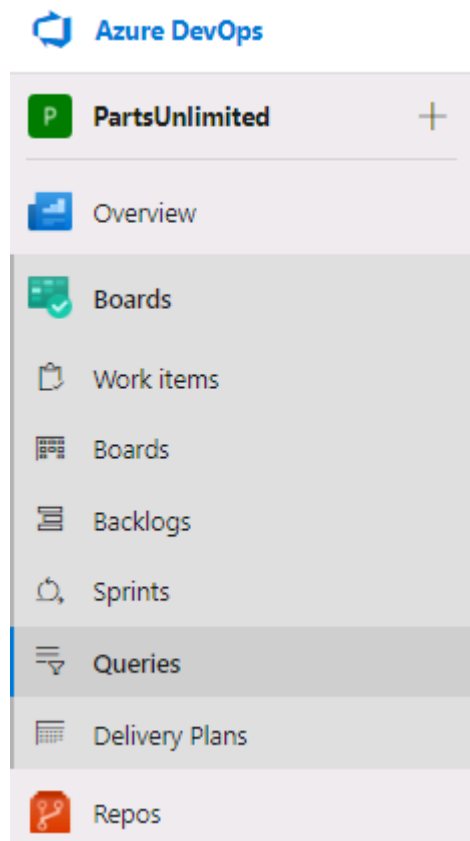 Azure DevOps
P PartsUnlimited
Overview
Boards
Work items
Boards
Backlogs
Sprints
Queries
Delivery Plans
Repos